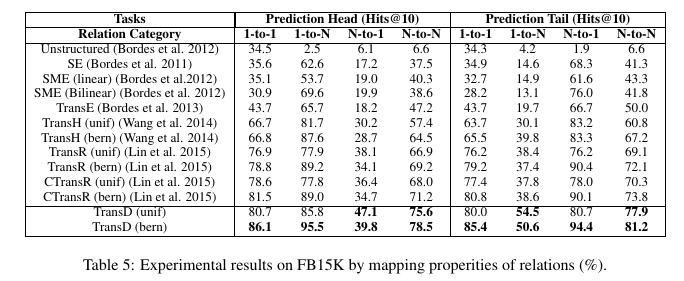 Tasks Prediction Head (Hits@10) Prediction Tail (Hits@10)
Relation Category 1-to-1 1-to-N N-to-1 N-to-N 1-to-1 1-to-N N-to-1 N-to-N
Unstructured (Bordes et al. 2012) 34.5 2.5 6.1 6.6 34.3 4.2 1.9 6.6
SE (Bordes et al. 2011) 35.6 62.6 17.2 37.5 34.9 14.6 68.3 41.3
SME (linear) (Bordes et al.2012) 35.1 53.7 19.0 40.3 32.7 14.9 61.6 43.3
SME (Bilinear) (Bordes et al. 2012) 30.9 69.6 19.9 38.6 28.2 13.1 76.0 41.8
TransE (Bordes et al. 2013) 43.7 65.7 18.2 47.2 43.7 19.7 66.7 50.0
TransH (unif) (Wang et al. 2014) 66.7 81.7 30.2 57.4 63.7 30.1 83.2 60.8
TransH (bern) (Wang et al. 2014) 66.8 87.6 28.7 64.5 65.5 39.8 83.3 67.2
TransR (unif) (Lin et al. 2015) 76.9 77.9 38.1 66.9 76.2 38.4 76.2 69.1
TransR (bern) (Lin et al. 2015) 78.8 89.2 34.1 69.2 79.2 37.4 90.4 72.1
CTransR (unif) (Lin et al. 2015) 78.6 77.8 36.4 68.0 77.4 37.8 78.0 70.3
CTransR (bern) (Lin et al. 2015) 81.5 89.0 34.7 71.2 80.8 38.6 90.1 73.8
TransD (unif) 80.7 85.8 47.1 75.6 80.0 54.5 80.7 77.9
TransD (bern) 86.1 95.5 39.8 78.5 85.4 50.6 94.4 81.2
Table 5: Experimental results on FB15K by mapping properities of relations (%).